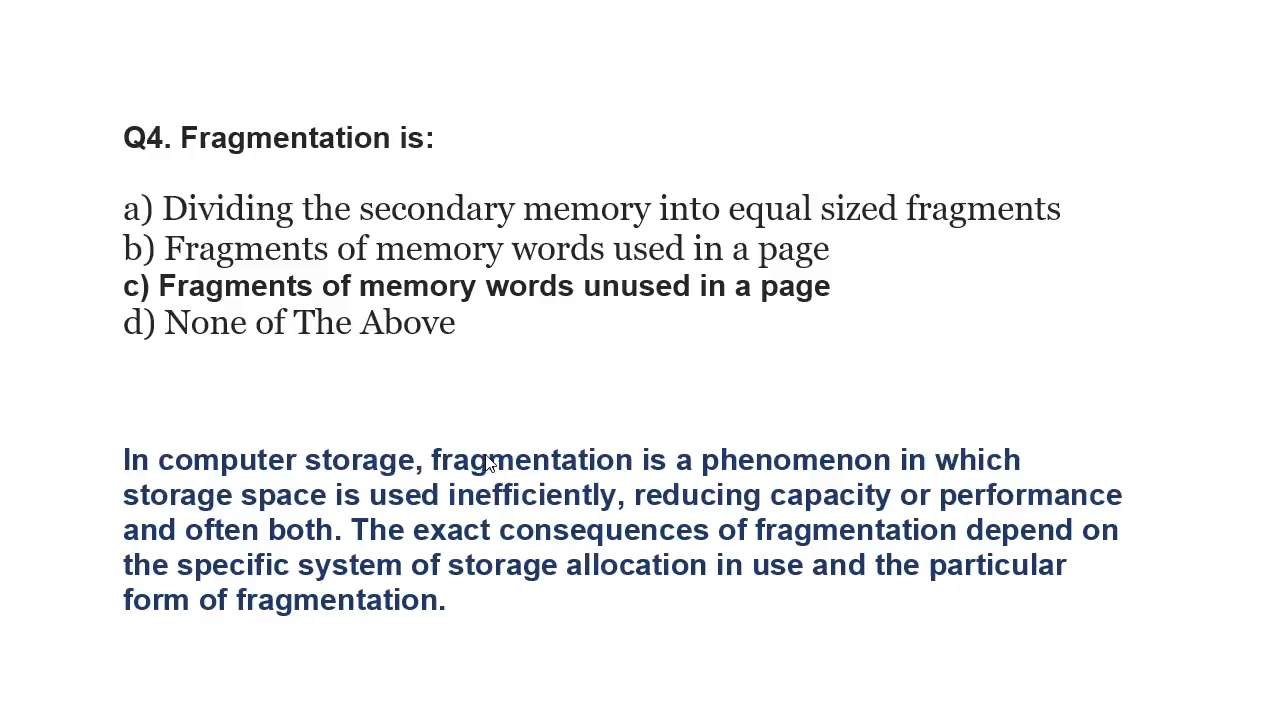 Q4. Fragmentation is:
a) Dividing the secondary memory into equal sized fragments
b) Fragments of memory words used in a page
c) Fragments of memory words unused in a page
d) None of The Above
In computer storage, fragmentation is a phenomenon in which
storage space is used inefficiently, reducing capacity or performance
and often both. The exact consequences of fragmentation depend on
the specific system of storage allocation in use and the particular
form of fragmentation.